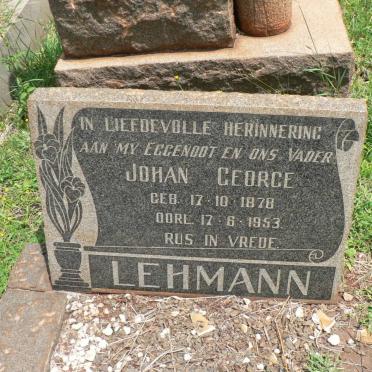 IN LIEFDEVOLLE HERINNERING
AAN MY EGGENOOT EN ONS VADER
JOHAN GEORGE
GEB. 17-10-1878
OORL. 17-6-1953
RUS IN VREDE.
LEHMANN